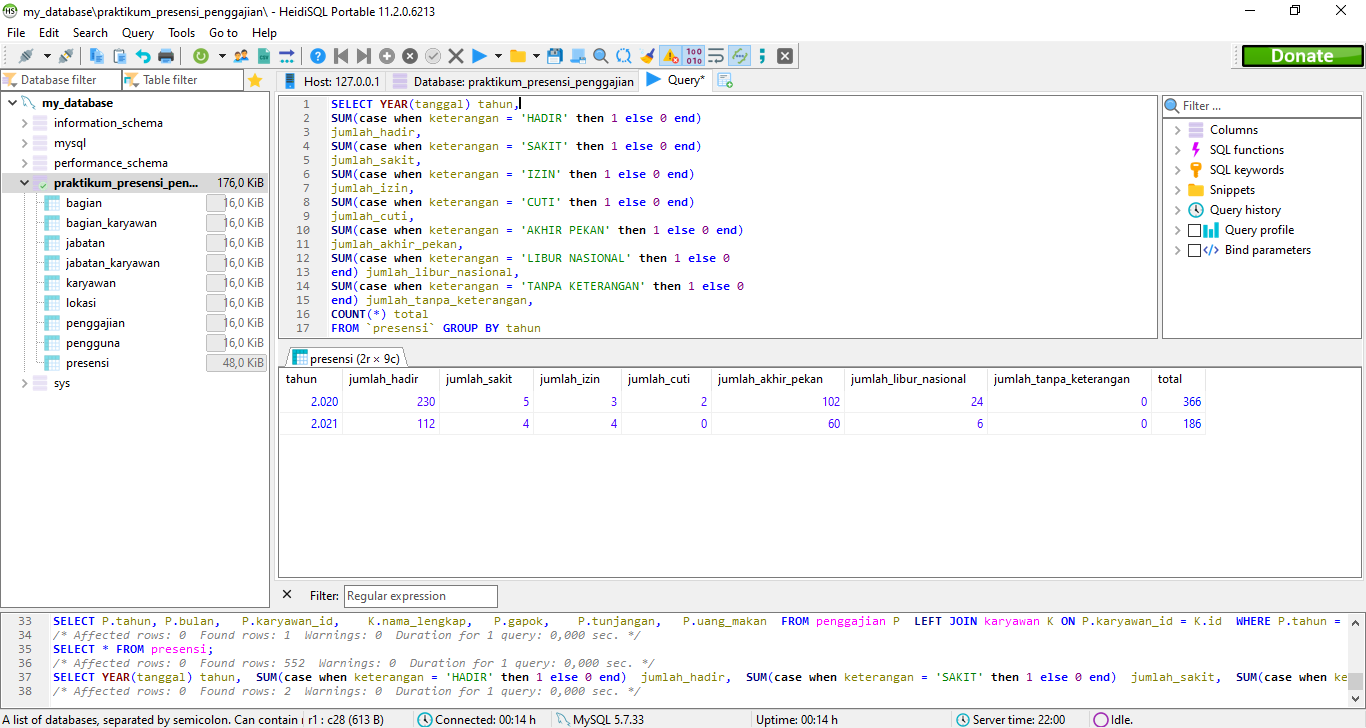 my_database\praktikum_presensi_penggajian\ - HeidiSQL Portable 11.2.0.6213
File Edit Search Query Tools Go to Help
Donate
Database filter
Table filter
Host: 127.0.0.1
Database: praktikum_presensi_penggajian
Query*
my_database
information_schema
mysql
performance_schema
praktikum_presensi_pen... 176,0 KiB
bagian 16,0 KiB
bagian_karyawan 16,0 KiB
jabatan 16,0 KiB
jabatan_karyawan 16,0 KiB
karyawan 16,0 KiB
lokasi 16,0 KiB
penggajian 16,0 KiB
pengguna 16,0 KiB
presensi 48,0 KiB
sys
1 SELECT YEAR(tanggal) tahun,
2 SUM(case when keterangan = 'HADIR' then 1 else 0 end)
3 jumlah_hadir,
4 SUM(case when keterangan = 'SAKIT' then 1 else 0 end)
5 jumlah_sakit,
6 SUM(case when keterangan = 'IZIN' then 1 else 0 end)
7 jumlah_izin,
8 SUM(case when keterangan = 'CUTI' then 1 else 0 end)
9 jumlah_cuti,
10 SUM(case when keterangan = 'AKHIR PEKAN' then 1 else 0 end)
11 jumlah_akhir_pekan,
12 SUM(case when keterangan = 'LIBUR NASIONAL' then 1 else 0
13 end) jumlah_libur_nasional,
14 SUM(case when keterangan = 'TANPA KETERANGAN' then 1 else 0
15 end) jumlah_tanpa_keterangan,
16 COUNT(*) total
17 FROM `presensi` GROUP BY tahun
Filter ...
Columns
SQL functions
SQL keywords
Snippets
Query history
Query profile
Bind parameters
presensi (2r × 9c)
tahun jumlah_hadir jumlah_sakit jumlah_izin jumlah_cuti jumlah_akhir_pekan jumlah_libur_nasional jumlah_tanpa_keterangan total
2.020 230 5 3 2 102 24 0 366
2.021 112 4 4 0 60 6 0 186
Filter: Regular expression
33 SELECT P.tahun, P.bulan, P.karyawan_id, K.nama_lengkap, P.gapok, P.tunjangan, P.uang_makan FROM penggajian P LEFT JOIN karyawan K ON P.karyawan_id = K.id WHERE P.tahun =
34 /* Affected rows: 0 Found rows: 1 Warnings: 0 Duration for 1 query: 0,000 sec. */
35 SELECT * FROM presensi;
36 /* Affected rows: 0 Found rows: 552 Warnings: 0 Duration for 1 query: 0,000 sec. */
37 SELECT YEAR(tanggal) tahun, SUM(case when keterangan = 'HADIR' then 1 else 0 end) jumlah_hadir, SUM(case when keterangan = 'SAKIT' then 1 else 0 end) jumlah_sakit, SUM(case when ke
38 /* Affected rows: 0 Found rows: 2 Warnings: 0 Duration for 1 query: 0,000 sec. */
A list of databases, separated by semicolon. Can contain r1 : c28 (613 B) Connected: 00:14 h MySQL 5.7.33 Uptime: 00:14 h Server time: 22:00 Idle.